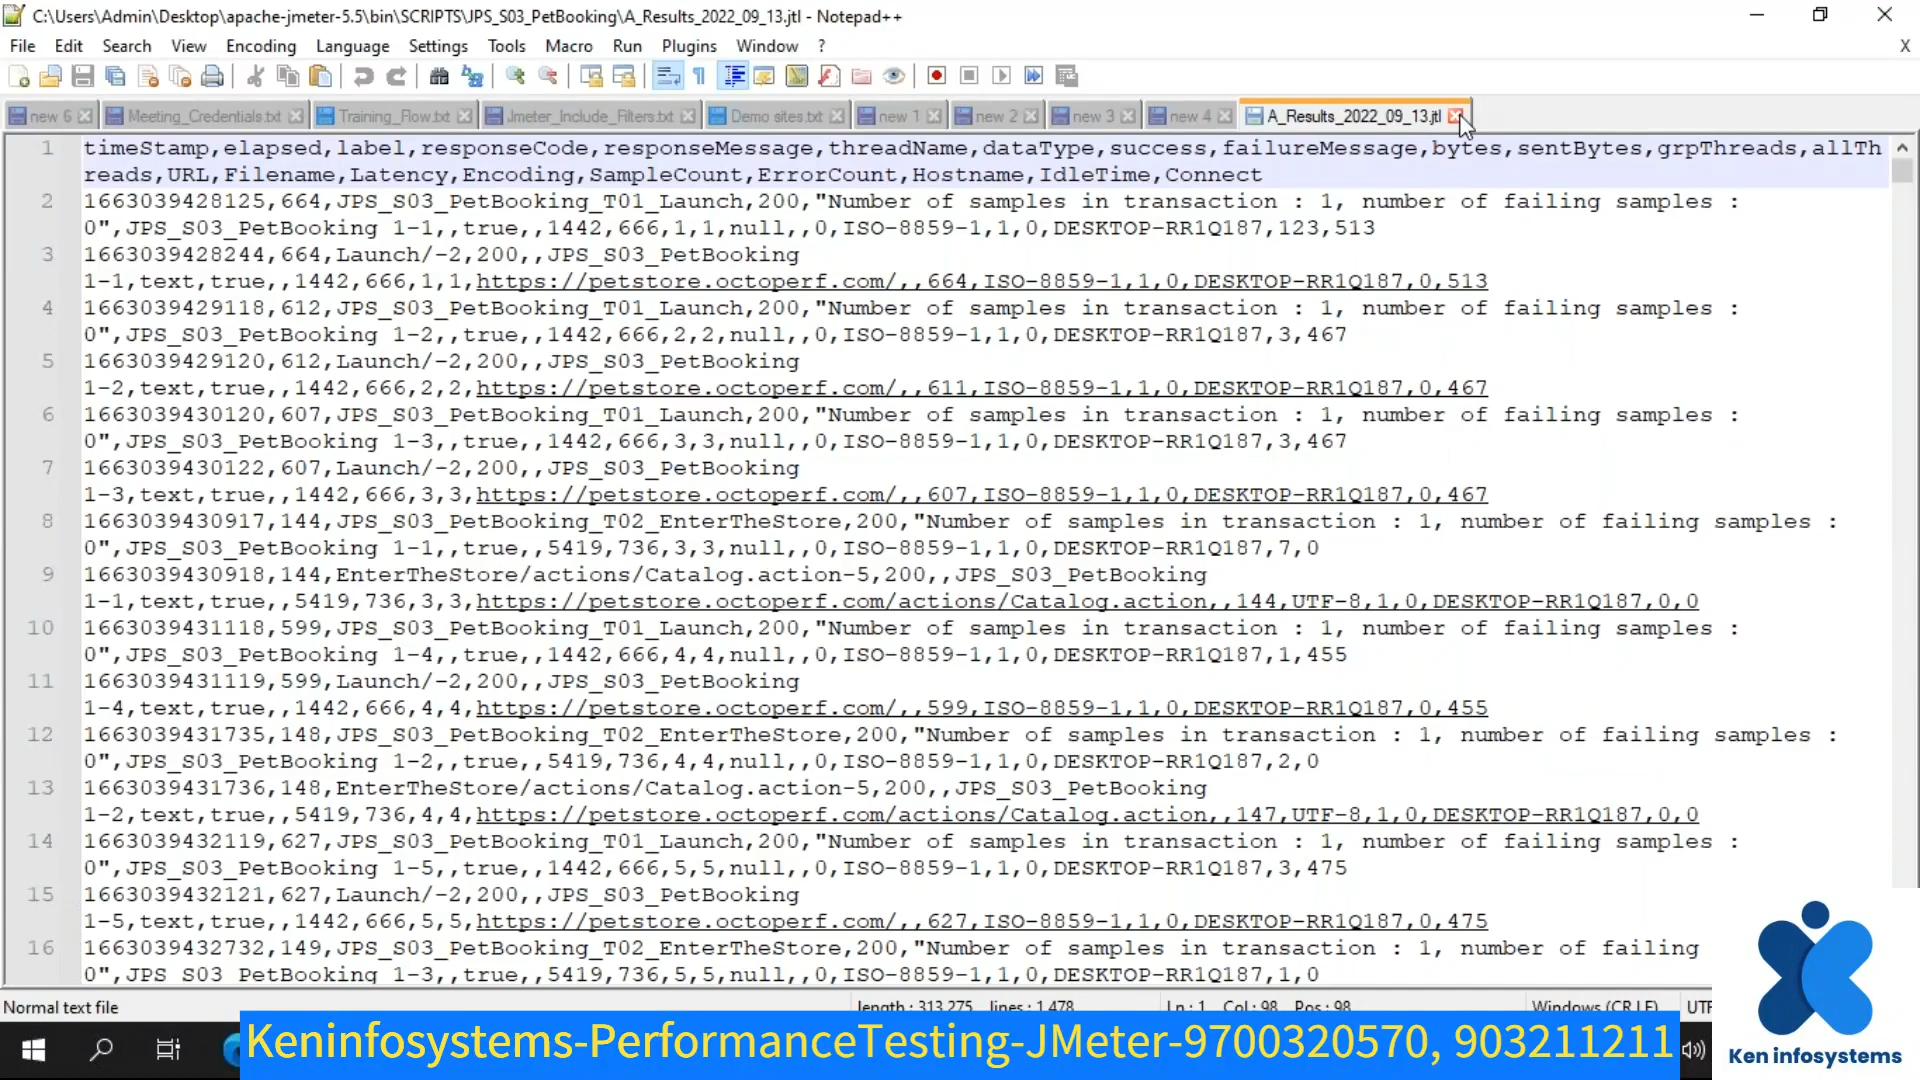 C:\Users\Admin\Desktop\apache-jmeter-5.5\bin\SCRIPTS\JPS_S03_PetBooking\A_Results_2022_09_13.jtl - Notepad++
File Edit Search View Encoding Language Settings Tools Macro Run Plugins Window ? X
new 6 Meeting_Credentials.txt Training_Flow.txt Jmeter_Include_Filters.txt Demo sites.txt new 1 new 2 new 3 new 4 A_Results_2022_09_13.jtl
1 timeStamp,elapsed,label,responseCode,responseMessage,threadName,dataType,success,failureMessage,bytes,sentBytes,grpThreads,allTh
reads,URL,Filename,Latency,Encoding,SampleCount,ErrorCount,Hostname,IdleTime,Connect
2 1663039428125,664,JPS_S03_PetBooking_T01_Launch,200,"Number of samples in transaction : 1, number of failing samples :
0",JPS_S03_PetBooking 1-1,,true,,1442,666,1,1,null,,0,ISO-8859-1,1,0,DESKTOP-RR1Q187,123,513
3 1663039428244,664,Launch/-2,200,,JPS_S03_PetBooking
1-1,text,true,,1442,666,1,1,https://petstore.octoperf.com/,,664,ISO-8859-1,1,0,DESKTOP-RR1Q187,0,513
4 1663039429118,612,JPS_S03_PetBooking_T01_Launch,200,"Number of samples in transaction : 1, number of failing samples :
0",JPS_S03_PetBooking 1-2,,true,,1442,666,2,2,null,,0,ISO-8859-1,1,0,DESKTOP-RR1Q187,3,467
5 1663039429120,612,Launch/-2,200,,JPS_S03_PetBooking
1-2,text,true,,1442,666,2,2,https://petstore.octoperf.com/,,611,ISO-8859-1,1,0,DESKTOP-RR1Q187,0,467
6 1663039430120,607,JPS_S03_PetBooking_T01_Launch,200,"Number of samples in transaction : 1, number of failing samples :
0",JPS_S03_PetBooking 1-3,,true,,1442,666,3,3,null,,0,ISO-8859-1,1,0,DESKTOP-RR1Q187,3,467
7 1663039430122,607,Launch/-2,200,,JPS_S03_PetBooking
1-3,text,true,,1442,666,3,3,https://petstore.octoperf.com/,,607,ISO-8859-1,1,0,DESKTOP-RR1Q187,0,467
8 1663039430917,144,JPS_S03_PetBooking_T02_EnterTheStore,200,"Number of samples in transaction : 1, number of failing samples :
0",JPS_S03_PetBooking 1-1,,true,,5419,736,3,3,null,,0,ISO-8859-1,1,0,DESKTOP-RR1Q187,7,0
9 1663039430918,144,EnterTheStore/actions/Catalog.action-5,200,,JPS_S03_PetBooking
1-1,text,true,,5419,736,3,3,https://petstore.octoperf.com/actions/Catalog.action,,144,UTF-8,1,0,DESKTOP-RR1Q187,0,0
10 1663039431118,599,JPS_S03_PetBooking_T01_Launch,200,"Number of samples in transaction : 1, number of failing samples :
0",JPS_S03_PetBooking 1-4,,true,,1442,666,4,4,null,,0,ISO-8859-1,1,0,DESKTOP-RR1Q187,1,455
11 1663039431119,599,Launch/-2,200,,JPS_S03_PetBooking
1-4,text,true,,1442,666,4,4,https://petstore.octoperf.com/,,599,ISO-8859-1,1,0,DESKTOP-RR1Q187,0,455
12 1663039431735,148,JPS_S03_PetBooking_T02_EnterTheStore,200,"Number of samples in transaction : 1, number of failing samples :
0",JPS_S03_PetBooking 1-2,,true,,5419,736,4,4,null,,0,ISO-8859-1,1,0,DESKTOP-RR1Q187,2,0
13 1663039431736,148,EnterTheStore/actions/Catalog.action-5,200,,JPS_S03_PetBooking
1-2,text,true,,5419,736,4,4,https://petstore.octoperf.com/actions/Catalog.action,,147,UTF-8,1,0,DESKTOP-RR1Q187,0,0
14 1663039432119,627,JPS_S03_PetBooking_T01_Launch,200,"Number of samples in transaction : 1, number of failing samples :
0",JPS_S03_PetBooking 1-5,,true,,1442,666,5,5,null,,0,ISO-8859-1,1,0,DESKTOP-RR1Q187,3,475
15 1663039432121,627,Launch/-2,200,,JPS_S03_PetBooking
1-5,text,true,,1442,666,5,5,https://petstore.octoperf.com/,,627,ISO-8859-1,1,0,DESKTOP-RR1Q187,0,475
16 1663039432732,149,JPS_S03_PetBooking_T02_EnterTheStore,200,"Number of samples in transaction : 1, number of failing
0",JPS_S03_PetBooking 1-3,,true,,5419,736,5,5,null,,0,ISO-8859-1,1,0,DESKTOP-RR1Q187,1,0
Normal text file length : 313,275 lines : 1,478 Ln : 1 Col : 98 Pos : 98 Windows (CR LF) UTF
Keninfosystems-PerformanceTesting-JMeter-9700320570, 903211211
Ken infosystems